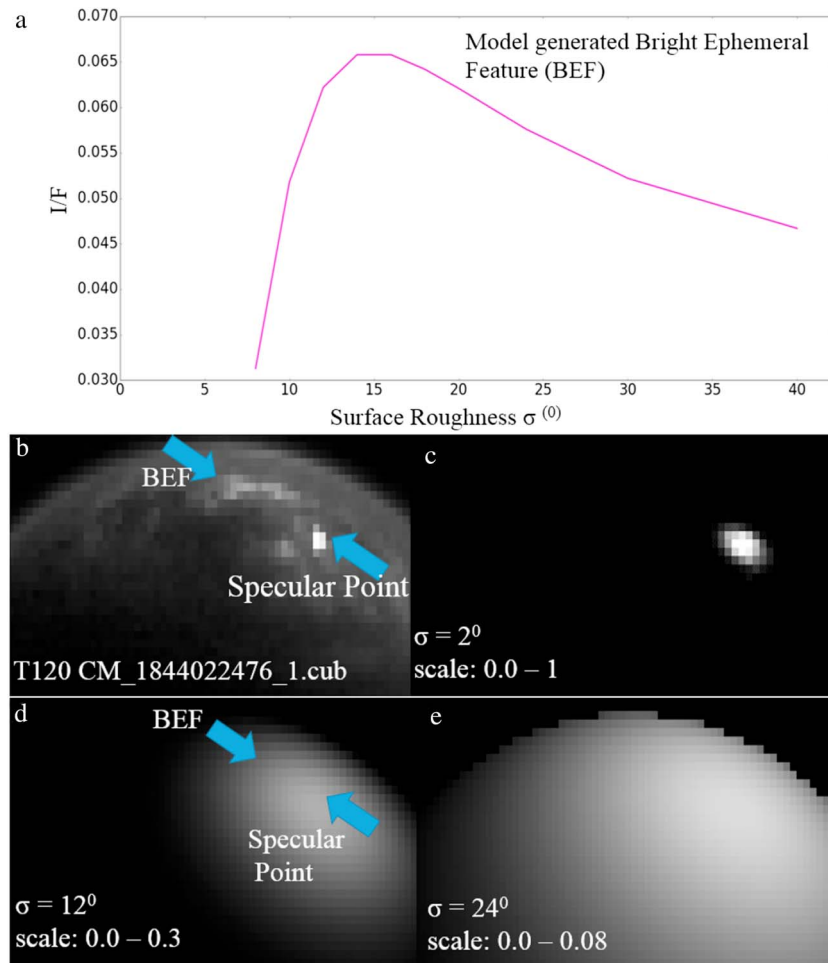 a
0.070
0.065
0.060
0.055
0.050
0.045
0.040
0.035
0.030
I/F
Model generated Bright Ephemeral
Feature (BEF)
0 5 10 15 20 25 30 35 40
Surface Roughness σ (0)
b
BEF
Specular Point
T120 CM_1844022476_1.cub
c
σ = 2⁰
scale: 0.0 – 1
d
BEF
Specular
Point
σ = 12⁰
scale: 0.0 – 0.3
e
σ = 24⁰
scale: 0.0 – 0.08